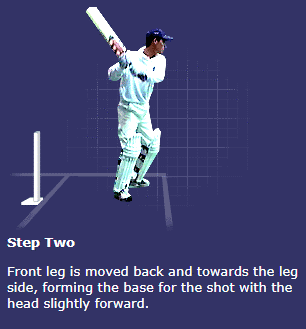 Step Two
Front leg is moved back and towards the leg
side, forming the base for the shot with the
head slightly forward.